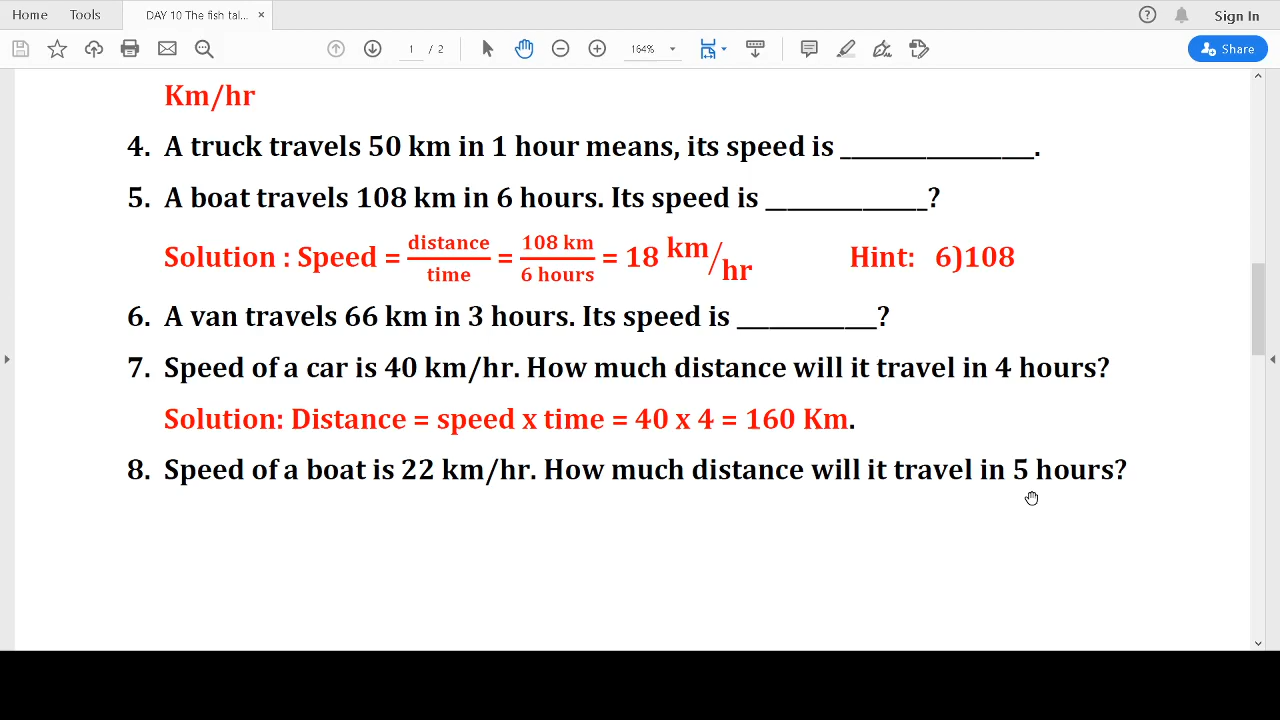 Home Tools DAY 10 The fish tal... × Sign In
1 / 2 164% Share
Km/hr
4. A truck travels 50 km in 1 hour means, its speed is _________________.
5. A boat travels 108 km in 6 hours. Its speed is _______________?
Solution : Speed = distance/time = 108 km/6 hours = 18 km/hr Hint: 6)108
6. A van travels 66 km in 3 hours. Its speed is _____________?
7. Speed of a car is 40 km/hr. How much distance will it travel in 4 hours?
Solution: Distance = speed x time = 40 x 4 = 160 Km.
8. Speed of a boat is 22 km/hr. How much distance will it travel in 5 hours?